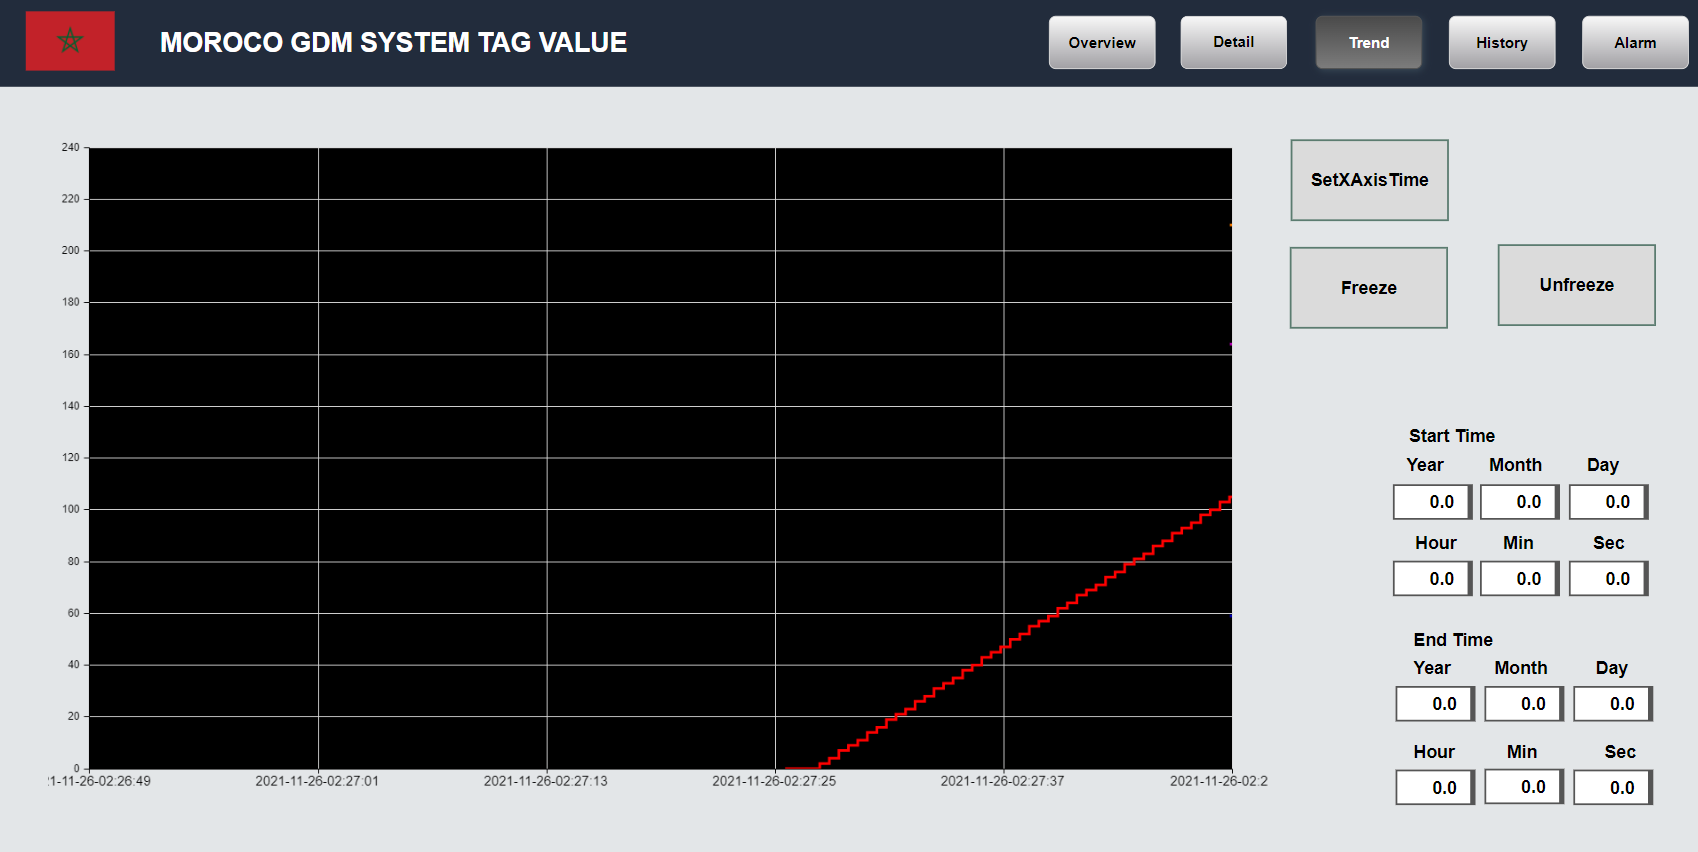 MOROCO GDM SYSTEM TAG VALUE
Overview
Detail
Trend
History
Alarm
240
220
200
180
160
140
120
100
80
60
40
20
0
1-11-26-02:26:49
2021-11-26-02:27:01
2021-11-26-02:27:13
2021-11-26-02:27:25
2021-11-26-02:27:37
2021-11-26-02:2
SetXAxisTime
Freeze
Unfreeze
Start Time
Year Month Day
0.0 0.0 0.0
Hour Min Sec
0.0 0.0 0.0
End Time
Year Month Day
0.0 0.0 0.0
Hour Min Sec
0.0 0.0 0.0